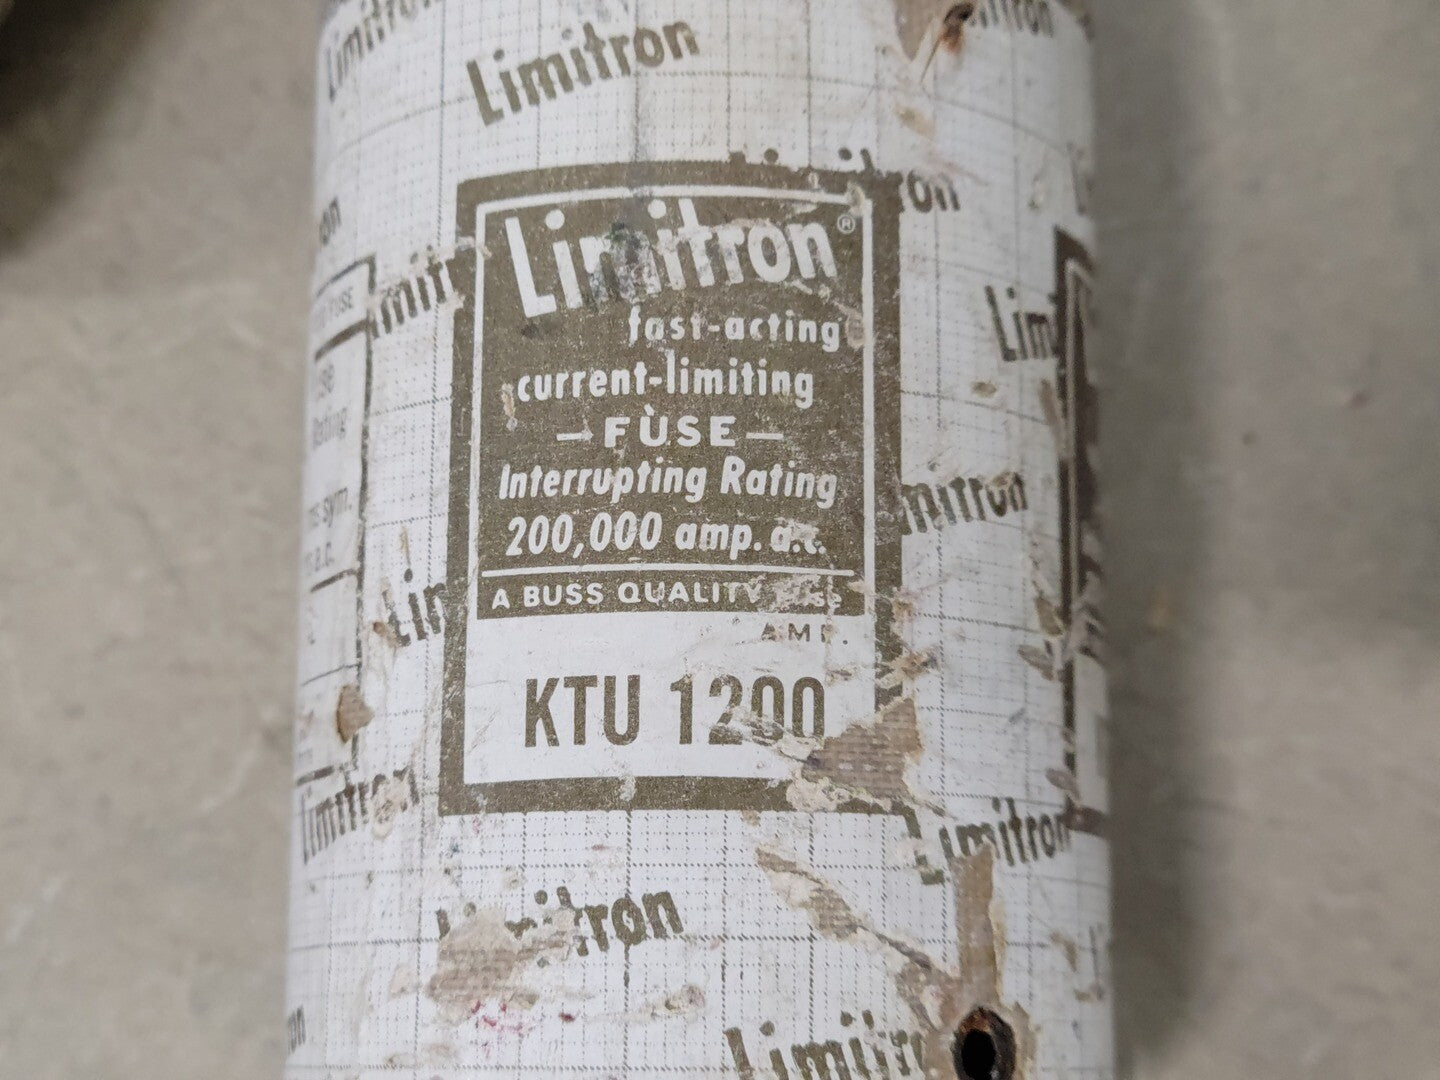 Limitron
Limitron
Limitron®
fast-acting
current-limiting
FUSE
Interrupting Rating
200,000 amp. a.c.
A BUSS QUALITY Fuse
AMP.
KTU 1200
Limitron
Limitron